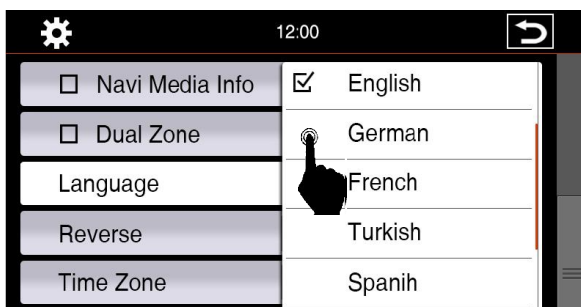 12:00
Navi Media Info
Dual Zone
Language
Reverse
Time Zone
English
German
French
Turkish
Spanih